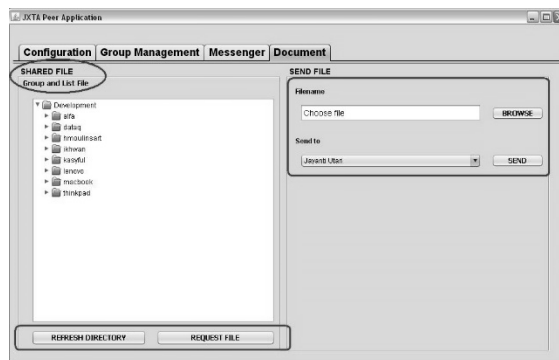 JXTA Peer Application
Configuration Group Management Messenger Document
SHARED FILE
Group and List File
Development
alfa
dataq
hmoulinsart
ikhwan
kasyful
lenovo
macbook
thinkpad
REFRESH DIRECTORY REQUEST FILE
SEND FILE
Filename
Choose file BROWSE
Send to
Jayanti Utari SEND